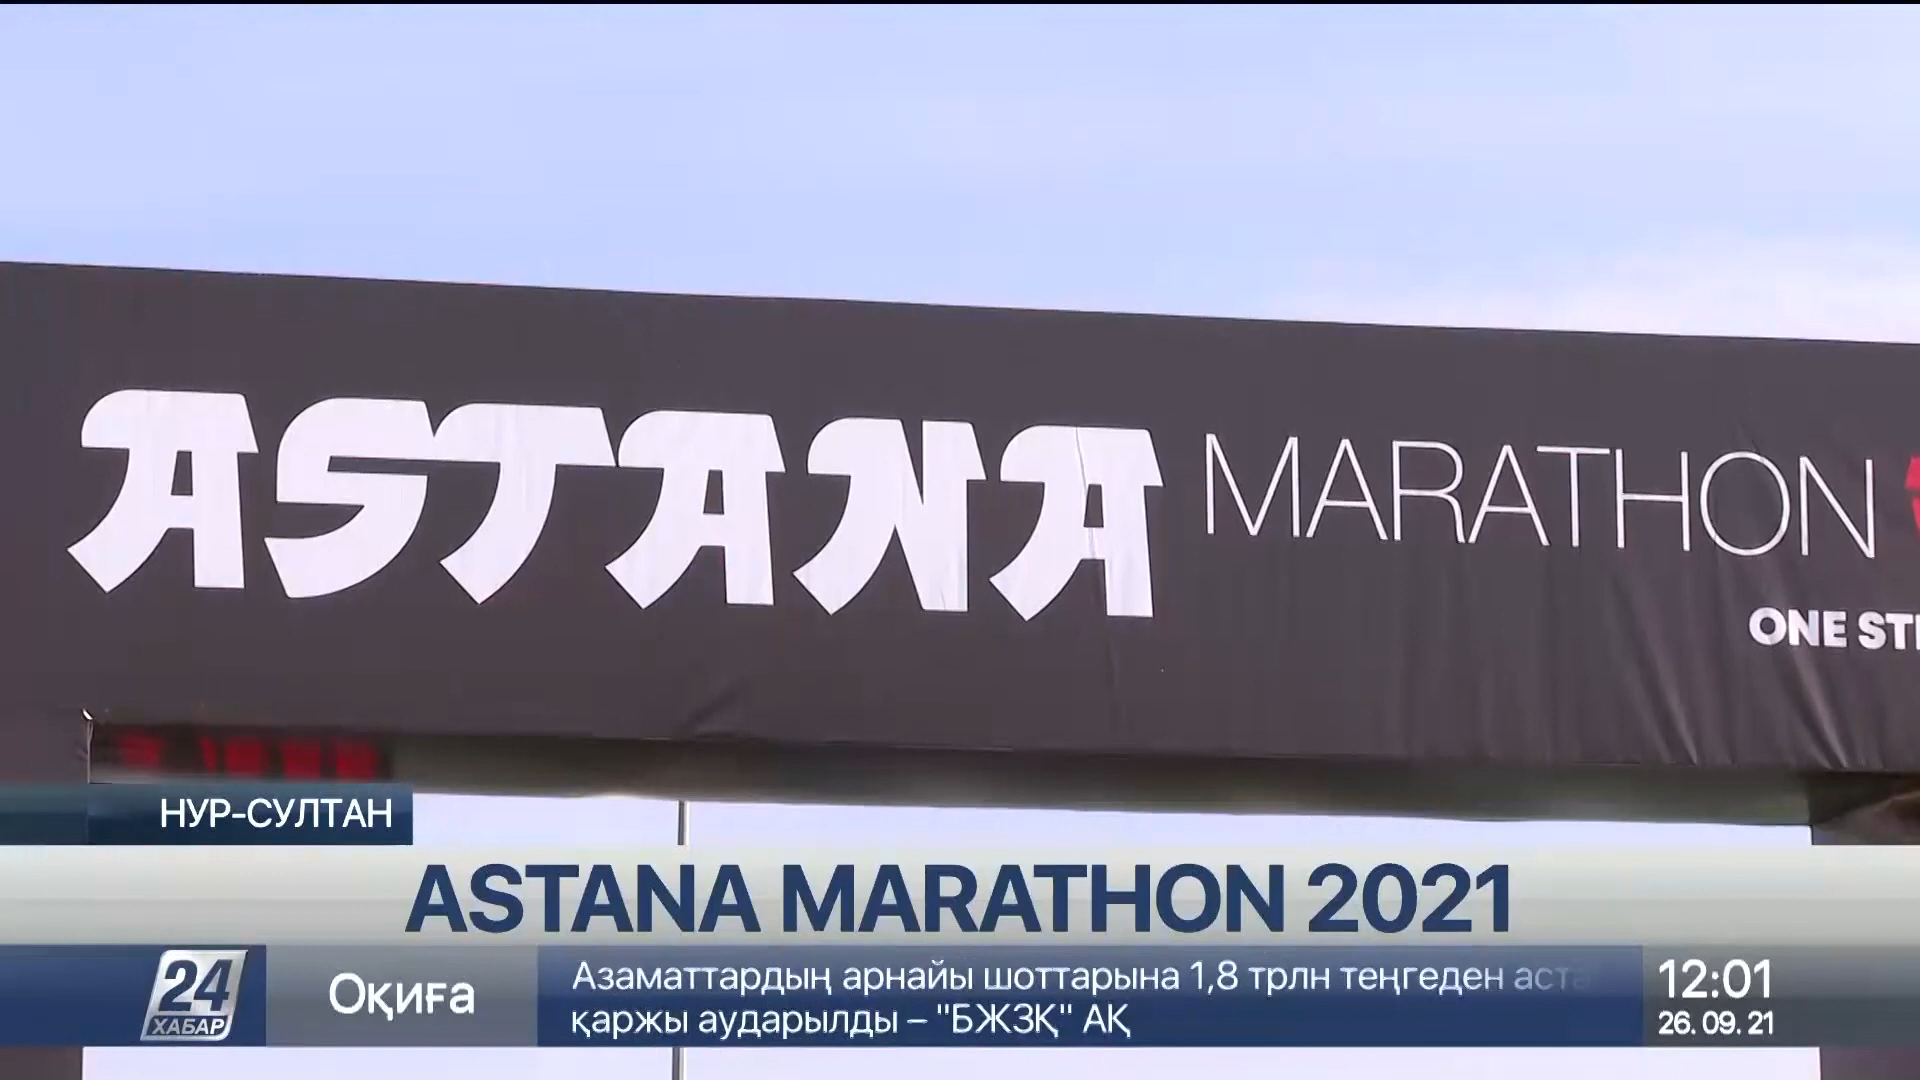 ASTANA MARATHON
ONE
НУР-СУЛТАН
ASTANA MARATHON 2021
24
ХАБАР
Оқиға
Азаматтардың арнайы шоттарына 1,8 трлн теңгеден
қаржы аударылды – "БЖЗҚ" АҚ
12:01
26. 09. 21